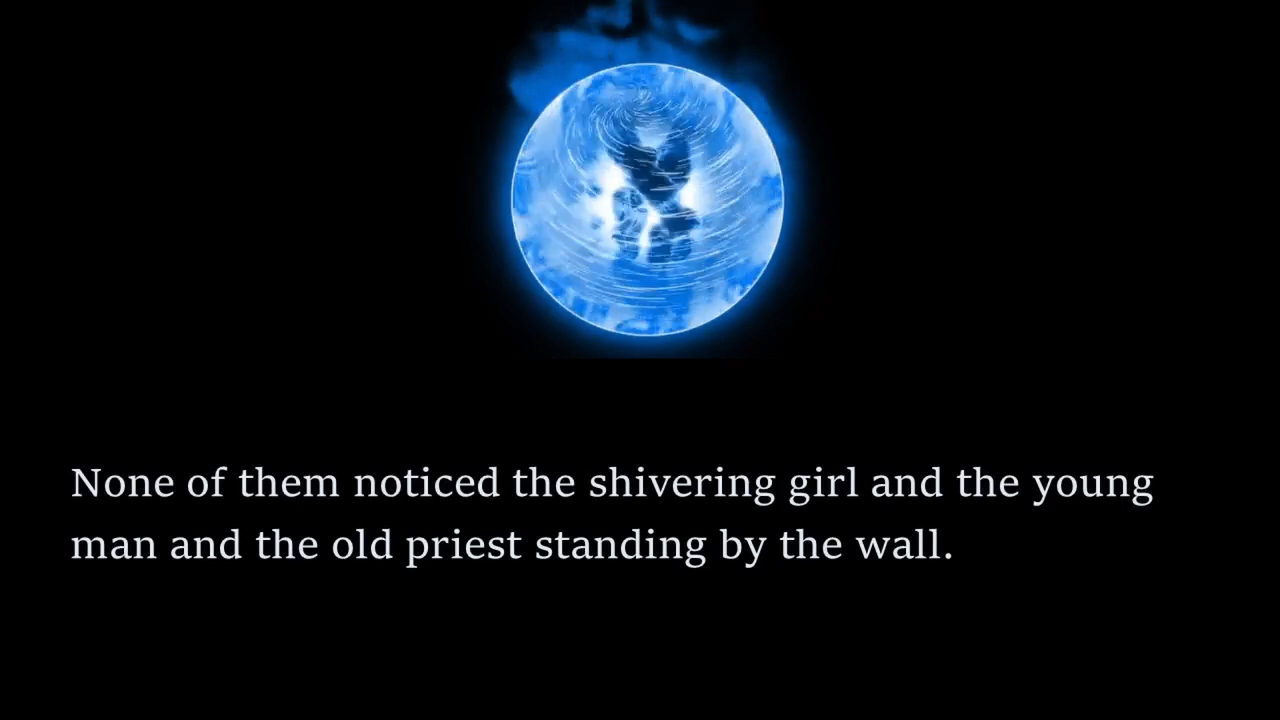 None of them noticed the shivering girl and the young
man and the old priest standing by the wall.